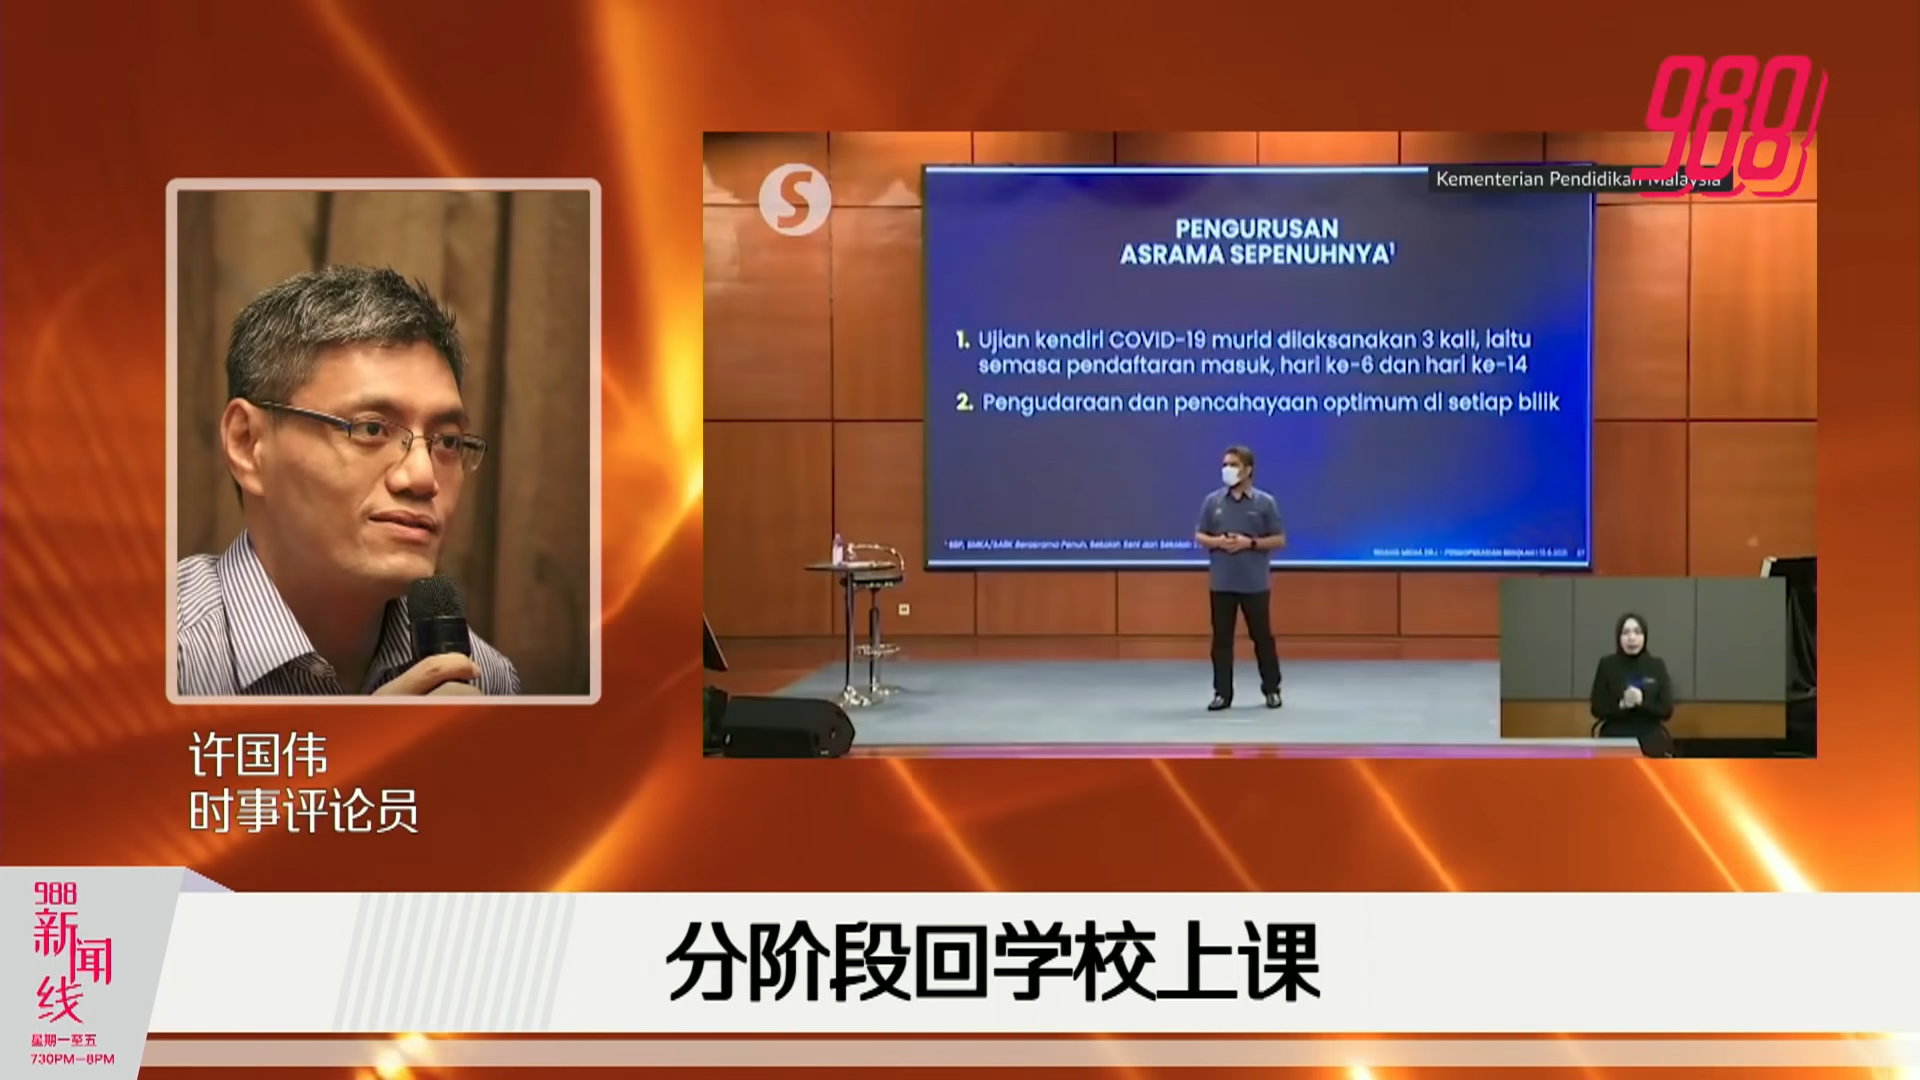 988
S
Kementerian Pendidikan Malaysia
PENGURUSAN
ASRAMA SEPENUHNYA¹
1. Ujian kendiri COVID-19 murid dilaksanakan 3 kali, iaitu
semasa pendaftaran masuk, hari ke-6 dan hari ke-14
2. Pengudaraan dan pencahayaan optimum di setiap bilik
许国伟
时事评论员
988
新闻
线
星期一至五
730PM-8PM
分阶段回学校上课